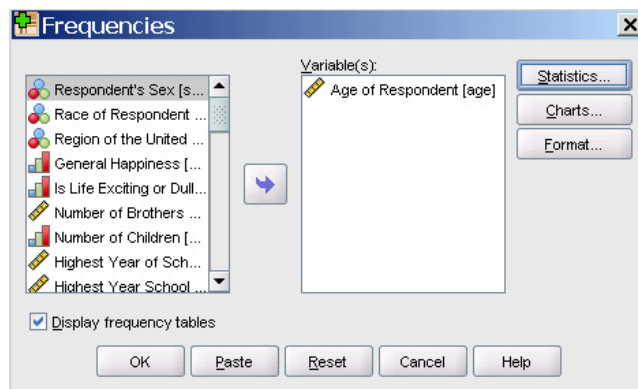 Frequencies
Respondent's Sex [s...
Race of Respondent ...
Region of the United ...
General Happiness [...
Is Life Exciting or Dull...
Number of Brothers ...
Number of Children [...
Highest Year of Sch...
Highest Year School ...
Variable(s):
Age of Respondent [age]
Statistics...
Charts...
Format...
Display frequency tables
OK
Paste
Reset
Cancel
Help